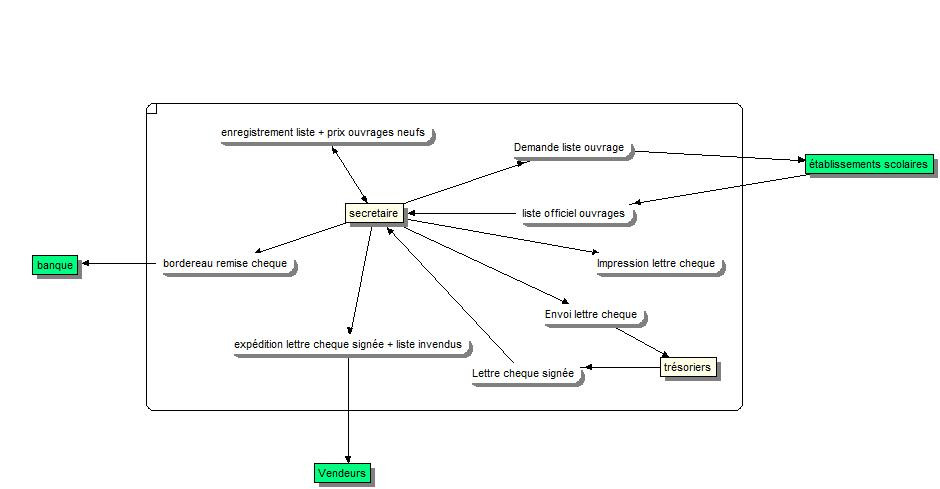 enregistrement liste + prix ouvrages neufs
Demande liste ouvrage
établissements scolaires
secretaire
liste officiel ouvrages
banque
bordereau remise cheque
Impression lettre cheque
Envoi lettre cheque
expédition lettre cheque signée + liste invendus
Lettre cheque signée
trésoriers
Vendeurs